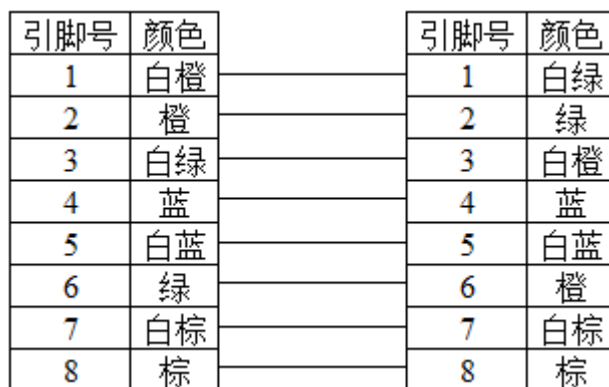 引脚号 颜色 引脚号 颜色
1 白橙 1 白绿
2 橙 2 绿
3 白绿 3 白橙
4 蓝 4 蓝
5 白蓝 5 白蓝
6 绿 6 橙
7 白棕 7 白棕
8 棕 8 棕